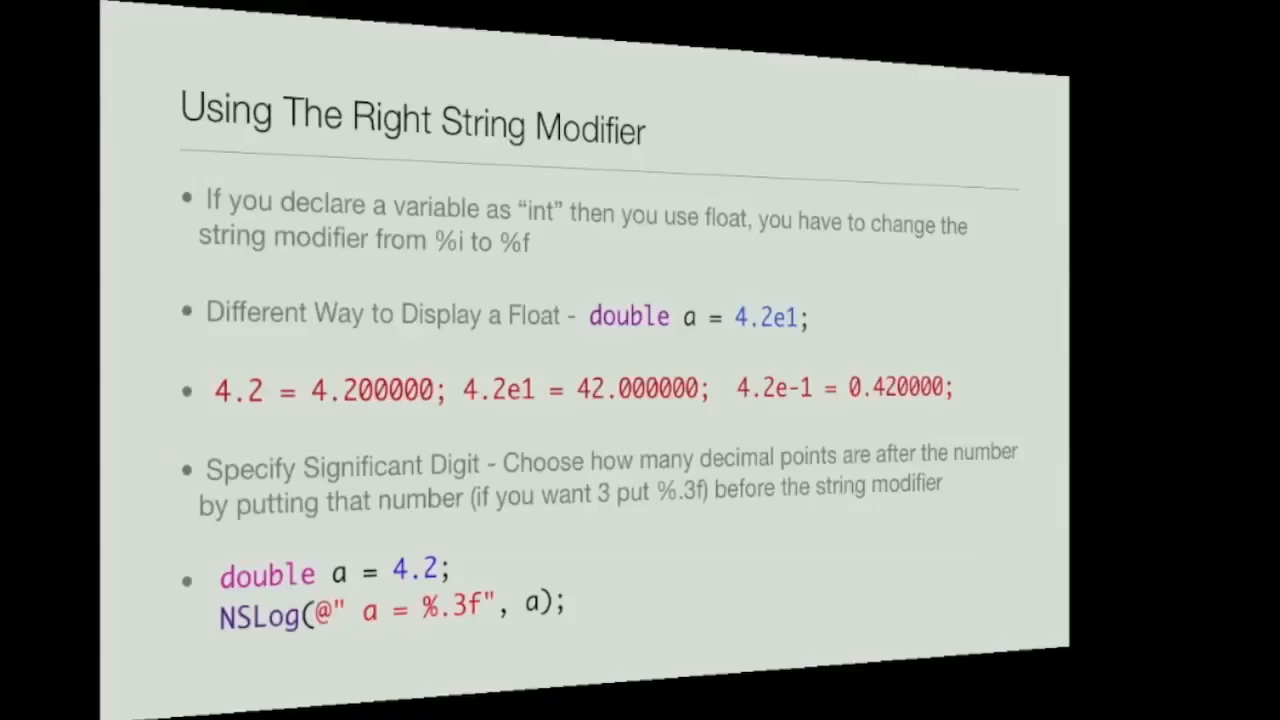 Using The Right String Modifier
• If you declare a variable as “int” then you use float, you have to change the
string modifier from %i to %f
• Different Way to Display a Float - double a = 4.2e1;
• 4.2 = 4.200000; 4.2e1 = 42.000000; 4.2e-1 = 0.420000;
• Specify Significant Digit - Choose how many decimal points are after the number
by putting that number (if you want 3 put %.3f) before the string modifier
• double a = 4.2;
NSLog(@" a = %.3f", a);